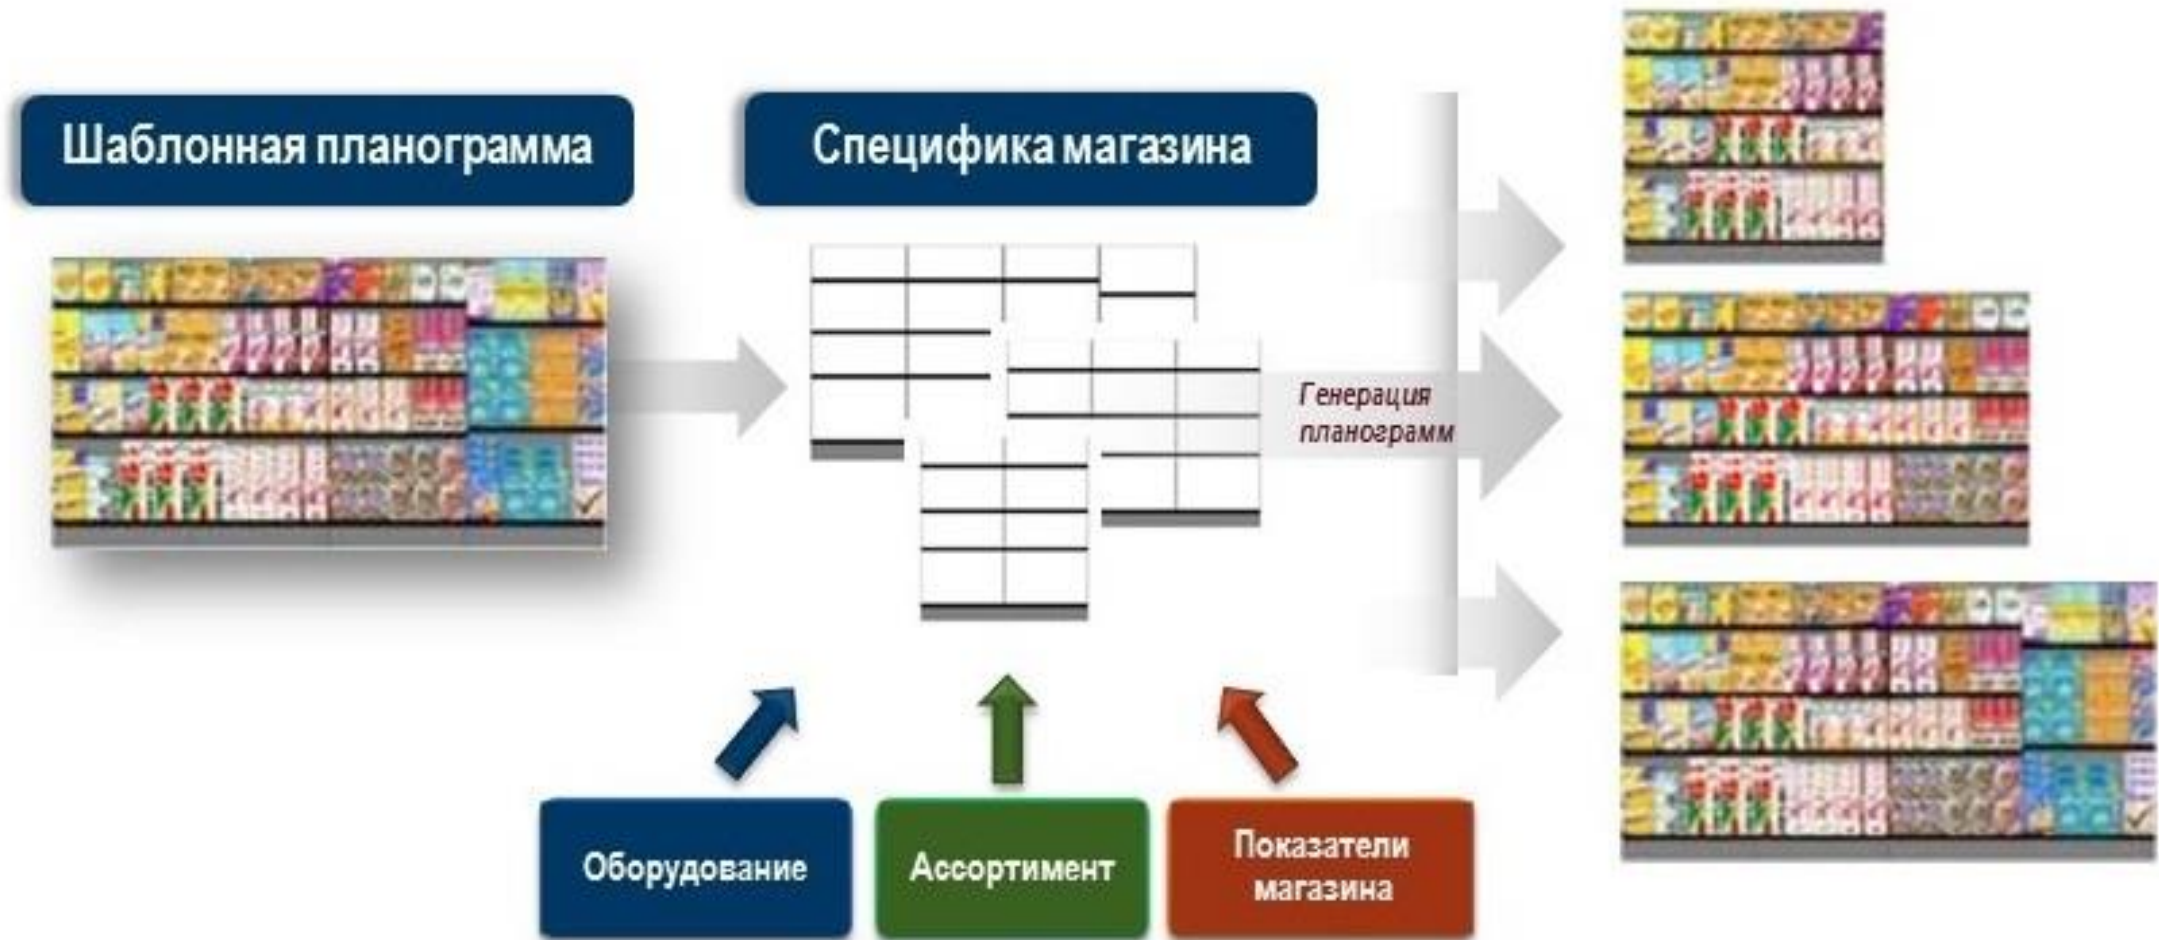 Шаблонная планограмма
Специфика магазина
Генерация
планограмм
Оборудование
Ассортимент
Показатели
магазина